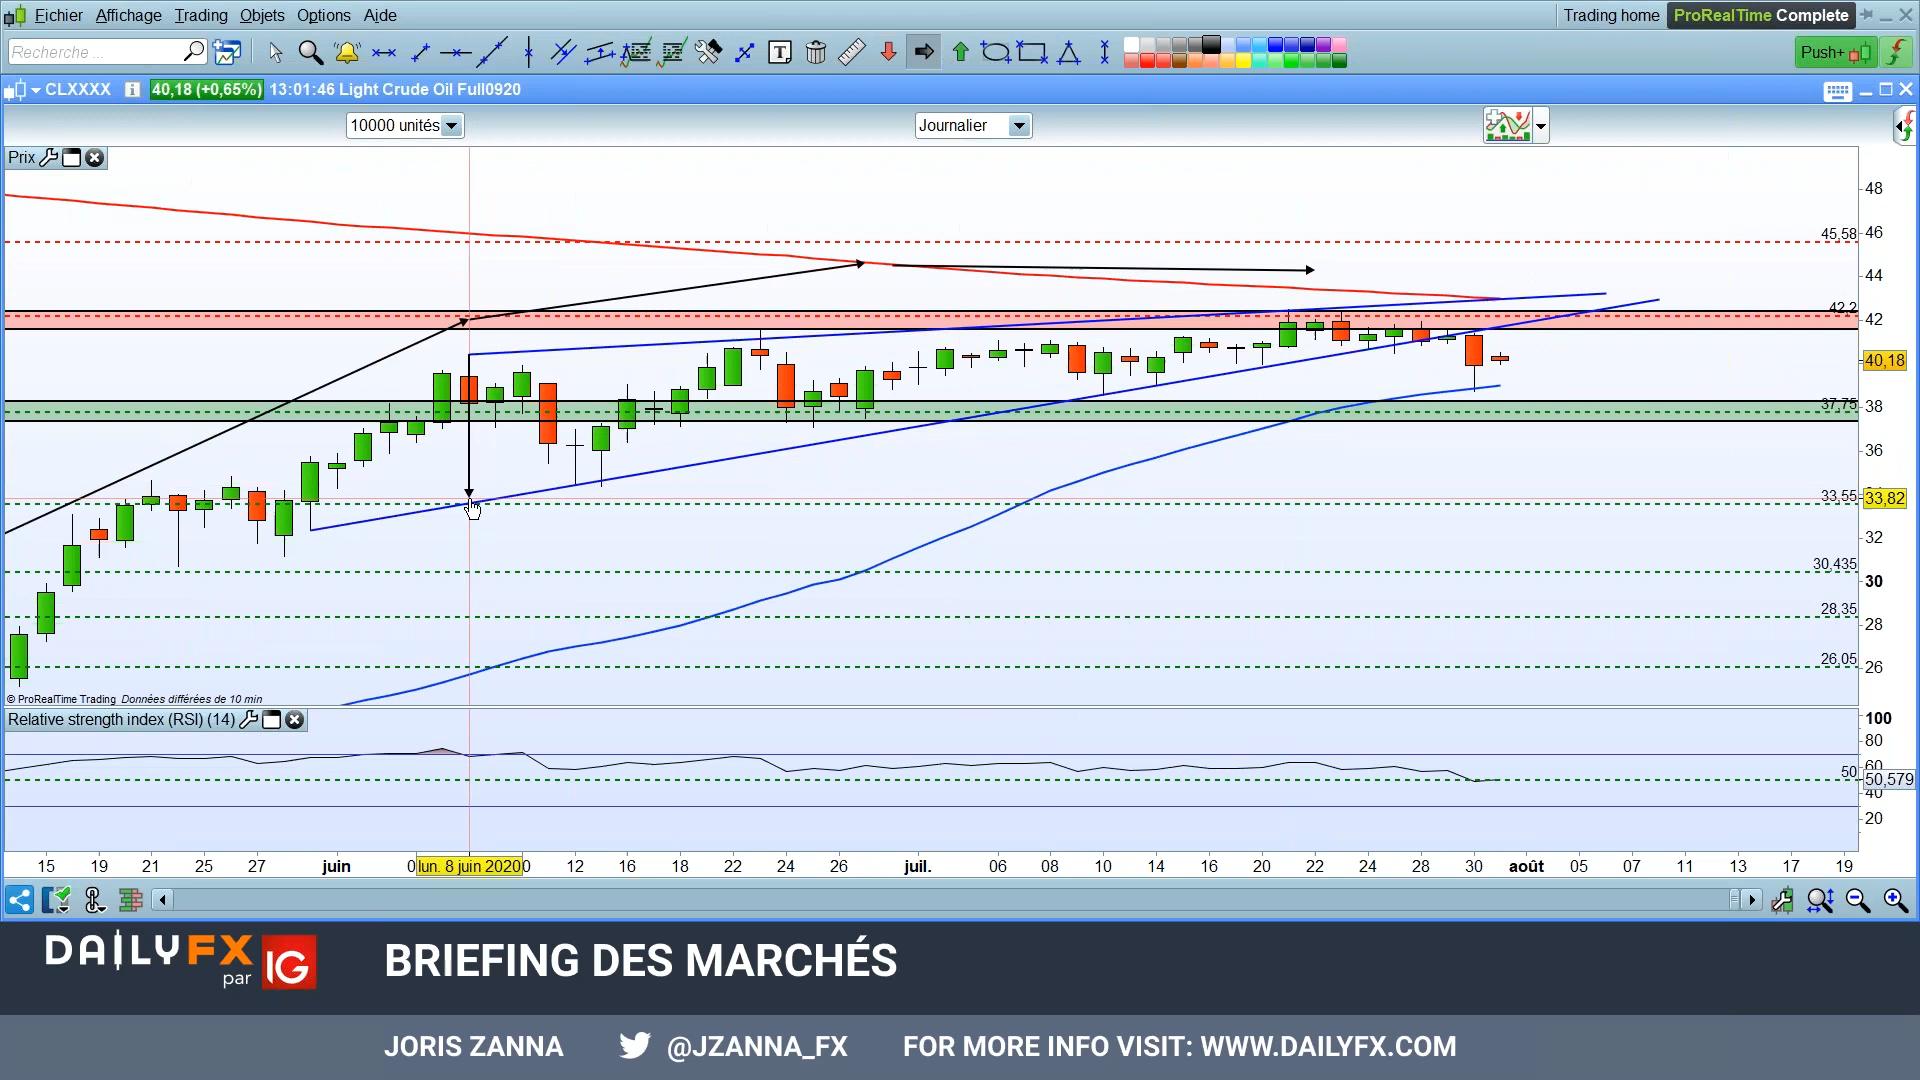 Fichier Affichage Trading Objets Options Aide
Trading home ProRealTime Complete
Recherche ...
T
Push+
CLXXXX i 40,18 (+0,65%) 13:01:46 Light Crude Oil Full0920
10000 unités Journalier
Prix
48
45,58 46
44
42,2
42
40,18
37,75 38
36
33,55 33,82
32
30,435
30
28,35
28
26,05 26
© ProRealTime Trading Données différées de 10 min
Relative strength index (RSI) (14)
100
80
60
50
50,579
40
20
15 19 21 25 27 juin 0 lun. 8 juin 2020 0 12 16 18 22 24 26 juil. 06 08 10 14 16 20 22 24 28 30 août 05 07 11 13 17 19
DAILYFX
par IG
BRIEFING DES MARCHÉS
JORIS ZANNA @JZANNA_FX FOR MORE INFO VISIT: WWW.DAILYFX.COM